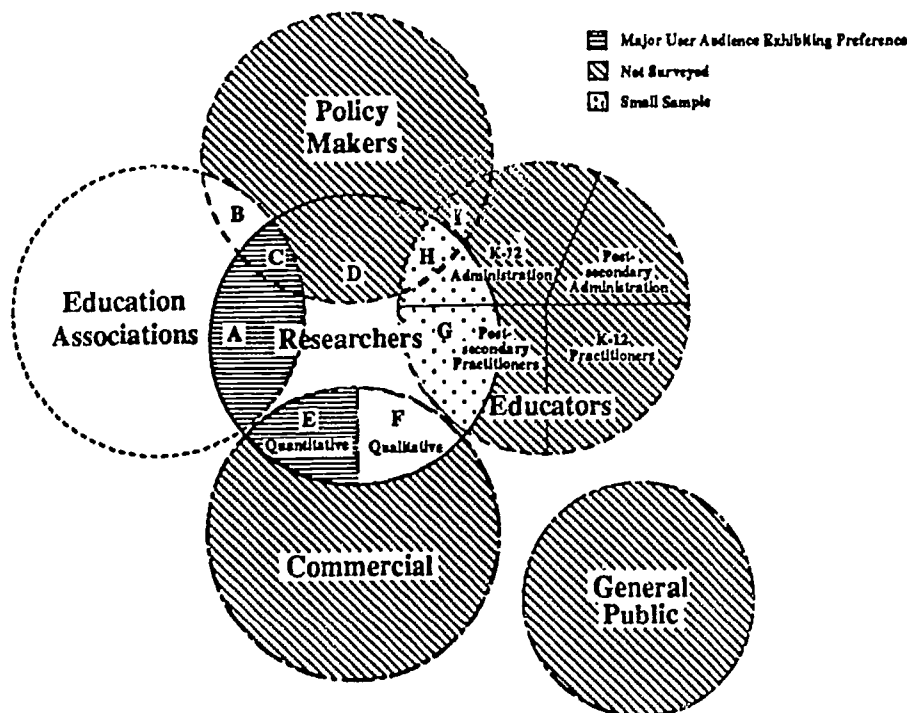 Major User Audience Exhibiting Preference
Not Surveyed
Small Sample
Policy
Makers
B
C
D
H
K-12
Administration
Post-
secondary
Administration
Education
Associations
A
Researchers
G
Post-
secondary
Practitioners
K-12
Practitioners
Educators
E
Quantitative
F
Qualitative
Commercial
General
Public